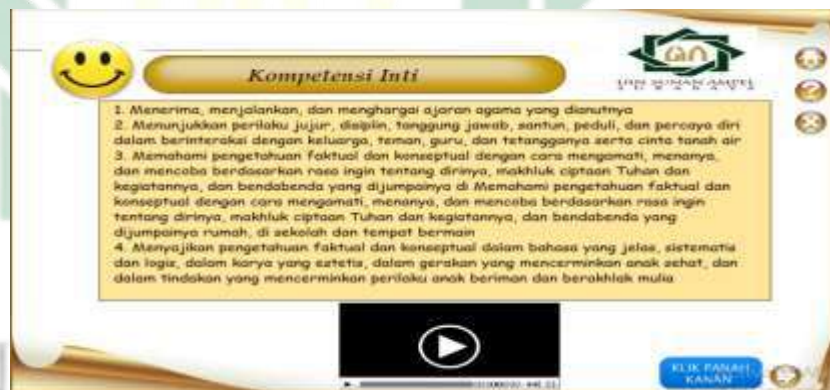 Kompetensi Inti
UIN SUNAN AMPEL
S U R A B A Y A
1. Menerima, menjalankan, dan menghargai ajaran agama yang dianutnya
2. Menunjukkan perilaku jujur, disiplin, tanggung jawab, santun, peduli, dan percaya diri
dalam berinteraksi dengan keluarga, teman, guru, dan tetangganya serta cinta tanah air
3. Memahami pengetahuan faktual dan konseptual dengan cara mengamati, menanya,
dan mencoba berdasarkan rasa ingin tentang dirinya, makhluk ciptaan Tuhan dan
kegiatannya, dan bendabenda yang dijumpainya di Memahami pengetahuan faktual dan
konseptual dengan cara mengamati, menanya, dan mencoba berdasarkan rasa ingin
tentang dirinya, makhluk ciptaan Tuhan dan kegiatannya, dan bendabenda yang
dijumpainya rumah, di sekolah dan tempat bermain
4. Menyajikan pengetahuan faktual dan konseptual dalam bahasa yang jelas, sistematis
dan logis, dalam karya yang estetis, dalam gerakan yang mencerminkan anak sehat, dan
dalam tindakan yang mencerminkan perilaku anak beriman dan berakhlak mulia
KLIK PANAH
KANAN